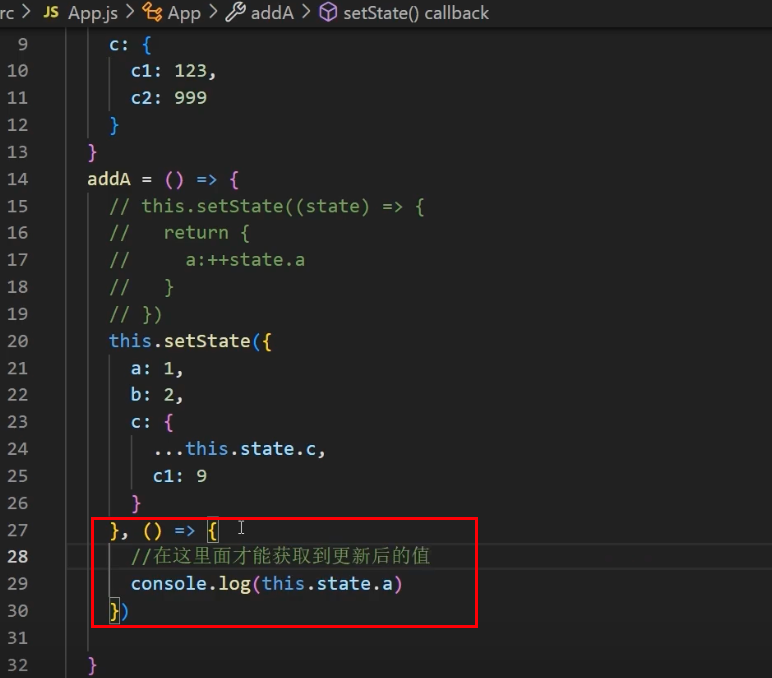 rc > JS App.js > App > addA > setState() callback
9 c: {
10 c1: 123,
11 c2: 999
12 }
13 }
14 addA = () => {
15 // this.setState((state) => {
16 //   return {
17 //     a:++state.a
18 //   }
19 // })
20 this.setState({
21 a: 1,
22 b: 2,
23 c: {
24 ...this.state.c,
25 c1: 9
26 }
27 }, () => {
28 //在这里面才能获取到更新后的值
29 console.log(this.state.a)
30 })
31
32 }